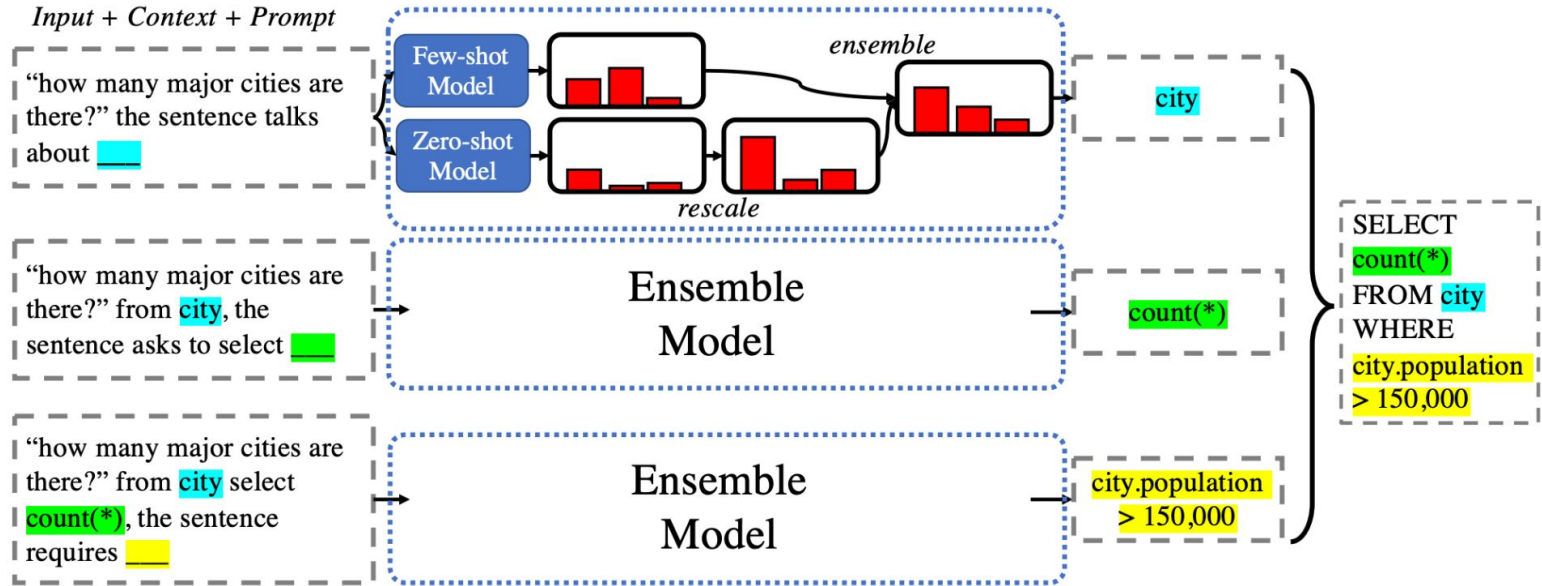 Input + Context + Prompt
“how many major cities are
there?” the sentence talks
about ___
Few-shot
Model
Zero-shot
Model
rescale
ensemble
city
“how many major cities are
there?” from city, the
sentence asks to select ___
Ensemble
Model
count(*)
“how many major cities are
there?” from city select
count(*), the sentence
requires ___
Ensemble
Model
city.population
> 150,000
SELECT
count(*)
FROM city
WHERE
city.population
> 150,000